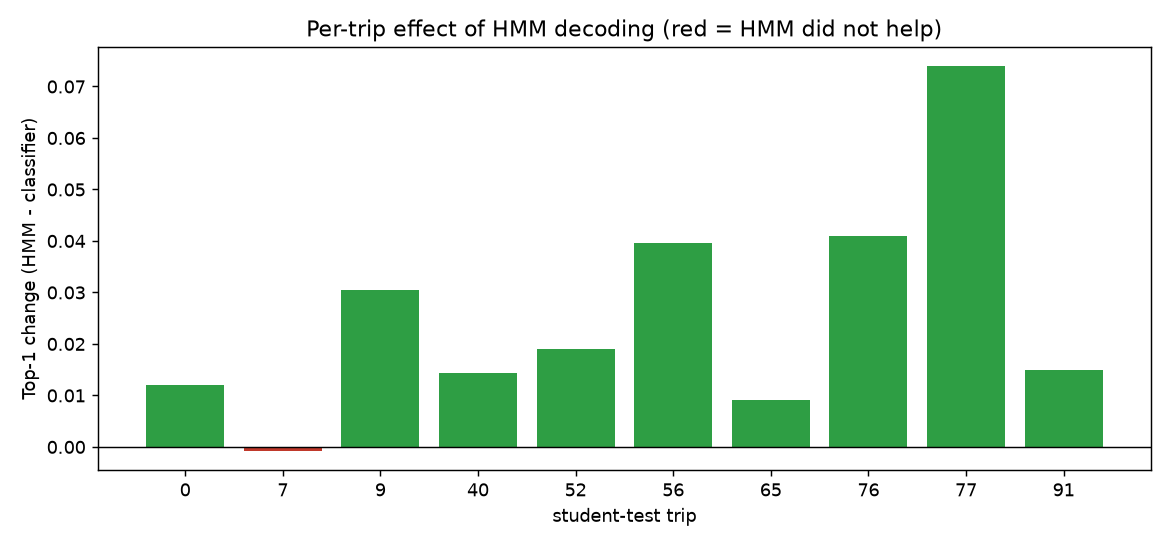 Per-trip effect of HMM decoding (red = HMM did not help)
Top-1 change (HMM - classifier)
0.07
0.06
0.05
0.04
0.03
0.02
0.01
0.00
0 7 9 40 52 56 65 76 77 91
student-test trip